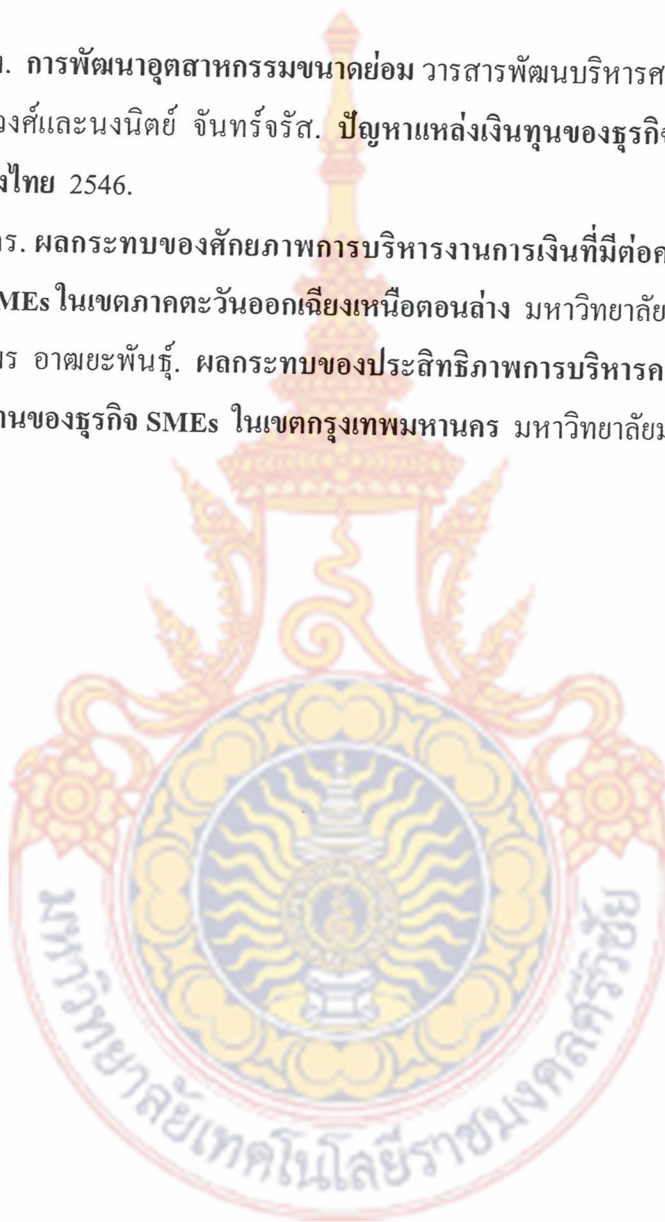 การพัฒนาอุตสาหกรรมขนาดย่อม วารสารพัฒนบริหารศ
วงศ์และนงนิตย์ จันทร์จรัส. ปัญหาแหล่งเงินทุนของธุรกิจ
งไทย 2546.
าร. ผลกระทบของศักยภาพการบริหารงานการเงินที่มีต่อค
MEs ในเขตภาคตะวันออกเฉียงเหนือตอนล่าง มหาวิทยาลัย
พร อาฒยะพันธุ์. ผลกระทบของประสิทธิภาพการบริหารค
านของธุรกิจ SMEs ในเขตกรุงเทพมหานคร มหาวิทยาลัยม
มหาวิทยาลัยเทคโนโลยีราชมงคลศรีวิชัย